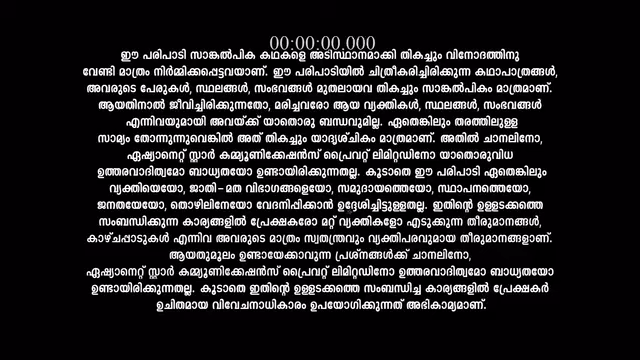 00:00:00.000
ഈ പരിപാടി സാങ്കൽപിക കഥകളെ അടിസ്ഥാനമാക്കി തികച്ചും വിനോദത്തിനു
വേണ്ടി മാത്രം നിർമ്മിക്കപ്പെട്ടവയാണ്. ഈ പരിപാടിയിൽ ചിത്രീകരിച്ചിരിക്കുന്ന കഥാപാത്രങ്ങൾ,
അവരുടെ പേരുകൾ, സ്ഥലങ്ങൾ, സംഭവങ്ങൾ മുതലായവ തികച്ചും സാങ്കൽപികം മാത്രമാണ്.
ആയതിനാൽ ജീവിച്ചിരിക്കുന്നതോ, മരിച്ചവരോ ആയ വ്യക്തികൾ, സ്ഥലങ്ങൾ, സംഭവങ്ങൾ
എന്നിവയുമായി അവയ്ക്ക് യാതൊരു ബന്ധവുമില്ല. ഏതെങ്കിലും തരത്തിലുള്ള
സാമ്യം തോന്നുന്നുവെങ്കിൽ അത് തികച്ചും യാദൃശ്ചികം മാത്രമാണ്. അതിൽ ചാനലിനോ,
ഏഷ്യാനെറ്റ് സ്റ്റാർ കമ്മ്യൂണിക്കേഷൻസ് പ്രൈവറ്റ് ലിമിറ്റഡിനോ യാതൊരുവിധ
ഉത്തരവാദിത്വമോ ബാധ്യതയോ ഉണ്ടായിരിക്കുന്നതല്ല. കൂടാതെ ഈ പരിപാടി ഏതെങ്കിലും
വ്യക്തിയെയോ, ജാതി-മത വിഭാഗങ്ങളെയോ, സമുദായത്തെയോ, സ്ഥാപനത്തെയോ,
ജനതയേയോ, തൊഴിലിനേയോ വേദനിപ്പിക്കാൻ ഉദ്ദേശിച്ചിട്ടുള്ളതല്ല. ഇതിന്റെ ഉള്ളടക്കത്തെ
സംബന്ധിക്കുന്ന കാര്യങ്ങളിൽ പ്രേക്ഷകരോ മറ്റ് വ്യക്തികളോ എടുക്കുന്ന തീരുമാനങ്ങൾ,
കാഴ്ചപ്പാടുകൾ എന്നിവ അവരുടെ മാത്രം സ്വതന്ത്രവും വ്യക്തിപരവുമായ തീരുമാനങ്ങളാണ്.
ആയതുമൂലം ഉണ്ടായേക്കാവുന്ന പ്രശ്നങ്ങൾക്ക് ചാനലിനോ,
ഏഷ്യാനെറ്റ് സ്റ്റാർ കമ്മ്യൂണിക്കേഷൻസ് പ്രൈവറ്റ് ലിമിറ്റഡിനോ ഉത്തരവാദിത്വമോ ബാധ്യതയോ
ഉണ്ടായിരിക്കുന്നതല്ല. കൂടാതെ ഇതിന്റെ ഉള്ളടക്കത്തെ സംബന്ധിച്ച കാര്യങ്ങളിൽ പ്രേക്ഷകർ
ഉചിതമായ വിവേചനാധികാരം ഉപയോഗിക്കുന്നത് അഭികാമ്യമാണ്.